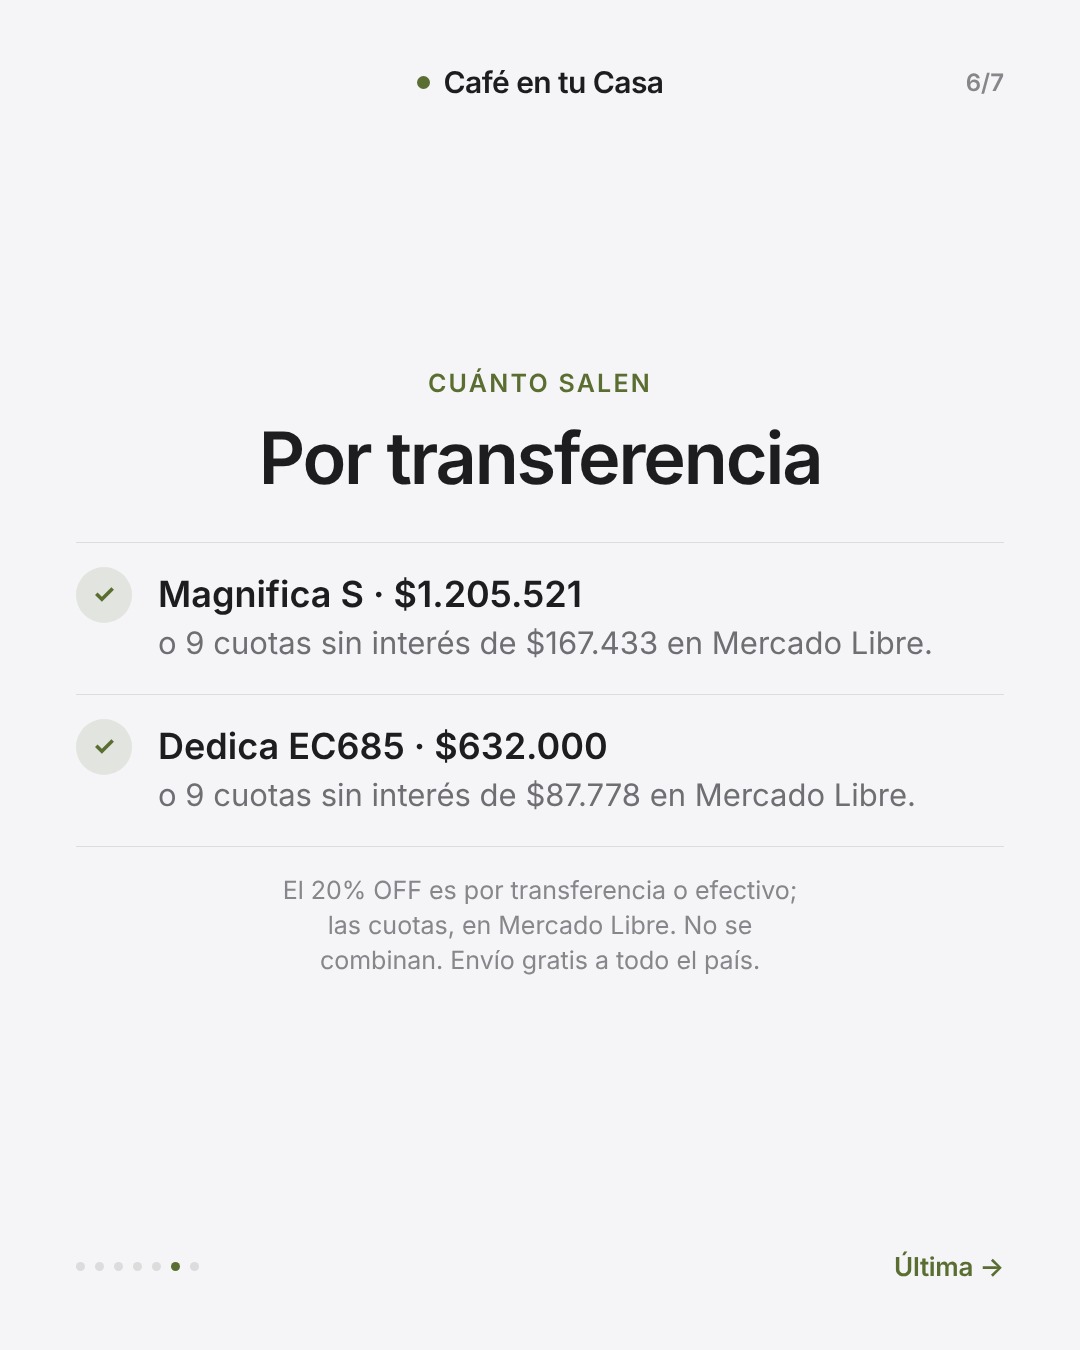 Café en tu Casa
6/7
CUÁNTO SALEN
Por transferencia
Magnifica S · $1.205.521
o 9 cuotas sin interés de $167.433 en Mercado Libre.
Dedica EC685 · $632.000
o 9 cuotas sin interés de $87.778 en Mercado Libre.
El 20% OFF es por transferencia o efectivo;
las cuotas, en Mercado Libre. No se
combinan. Envío gratis a todo el país.
Última →